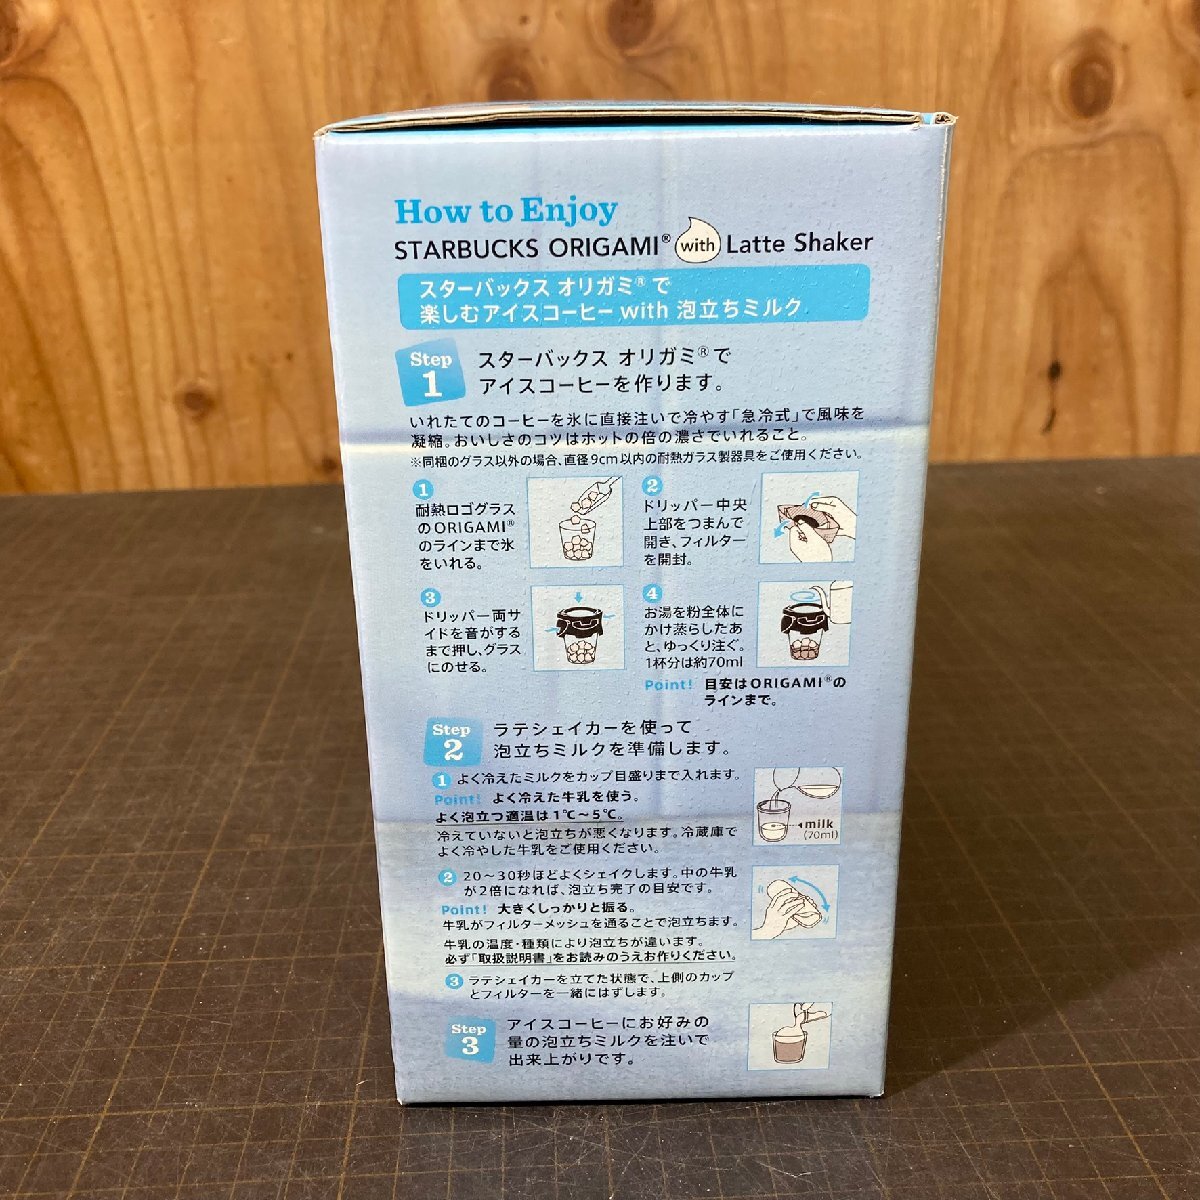 How to Enjoy
STARBUCKS ORIGAMI® with Latte Shaker
スターバックス オリガミ®で
楽しむアイスコーヒー with 泡立ちミルク
Step 1
スターバックス オリガミ®で
アイスコーヒーを作ります。
いれたてのコーヒーを氷に直接注いで冷やす「急冷式」で風味を
凝縮。おいしさのコツはホットの倍の濃さでいれること。
※同梱のグラス以外の場合、直径9cm以内の耐熱ガラス製器具をご使用ください。
1
耐熱ロゴグラス
のORIGAMI®
のラインまで氷
をいれる。
2
ドリッパー中央
上部をつまんで
開き、フィルター
を開封。
3
ドリッパー両サ
イドを音がする
まで押し、グラス
にのせる。
4
お湯を粉全体に
かけ蒸らしたあ
と、ゆっくり注ぐ。
1杯分は約70ml
Point! 目安はORIGAMI®の
ラインまで。
Step 2
ラテシェイカーを使って
泡立ちミルクを準備します。
1 よく冷えたミルクをカップ目盛りまで入れます。
Point! よく冷えた牛乳を使う。
よく泡立つ適温は1℃～5℃。
冷えていないと泡立ちが悪くなります。冷蔵庫で
よく冷やした牛乳をご使用ください。
milk
(70ml)
2 20～30秒ほどよくシェイクします。中の牛乳
が2倍になれば、泡立ち完了の目安です。
Point! 大きくしっかりと振る。
牛乳がフィルターメッシュを通ることで泡立ちます。
牛乳の温度・種類により泡立ちが違います。
必ず「取扱説明書」をお読みのうえお作りください。
3 ラテシェイカーを立てた状態で、上側のカップ
とフィルターを一緒にはずします。
Step 3
アイスコーヒーにお好みの
量の泡立ちミルクを注いで
出来上がりです。